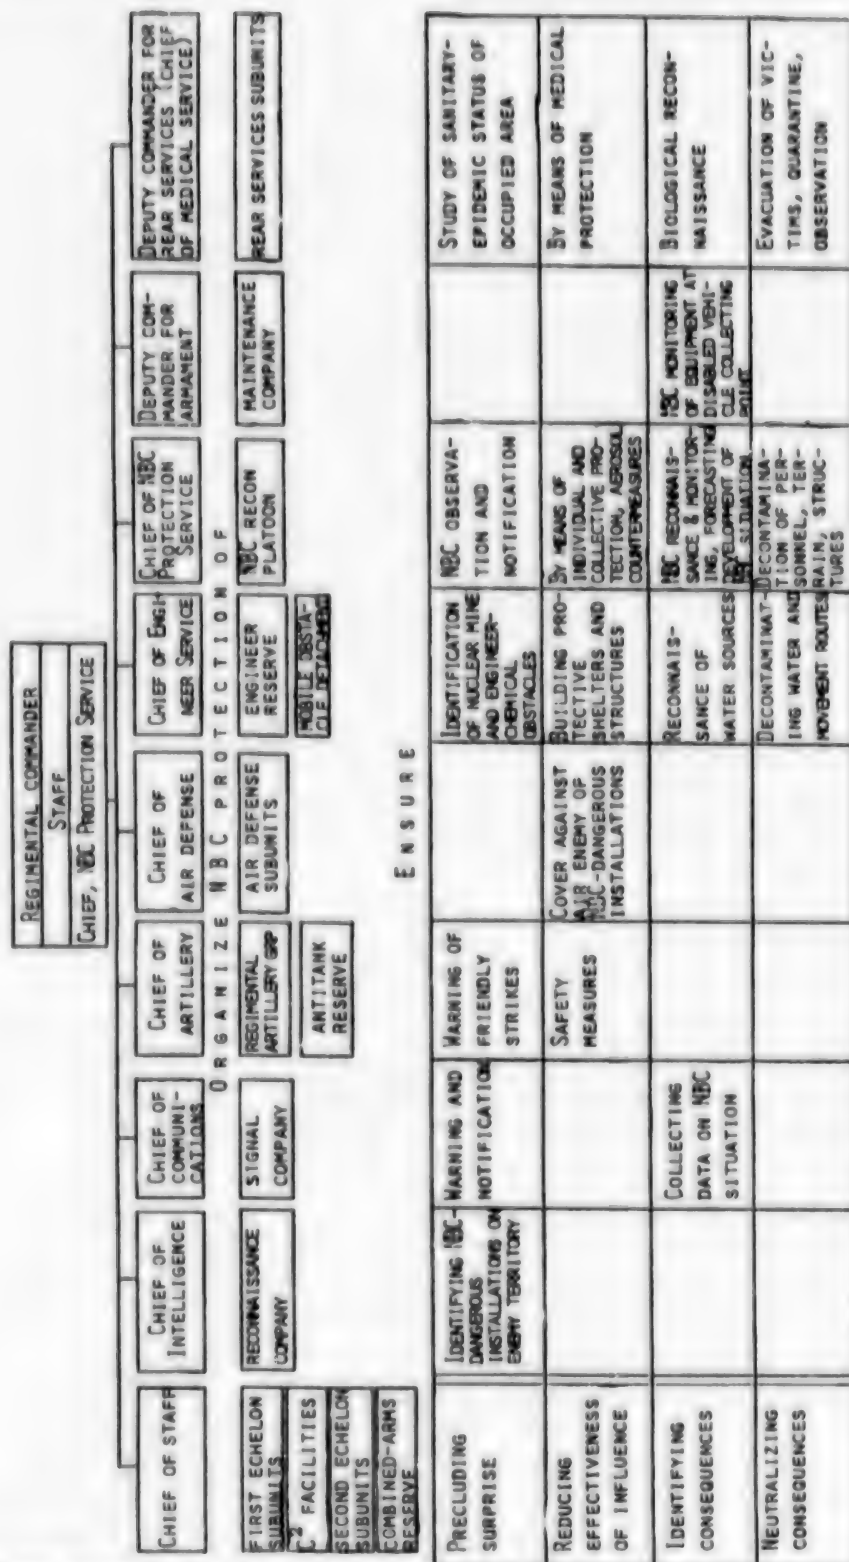 REGIMENTAL COMMANDER
STAFF
CHIEF, NBC PROTECTION SERVICE
CHIEF OF STAFF
CHIEF OF
INTELLIGENCE
CHIEF OF
COMMUNI-
CATIONS
CHIEF OF
ARTILLERY
CHIEF OF
AIR DEFENSE
CHIEF OF ENGI-
NEER SERVICE
CHIEF OF NBC
PROTECTION
SERVICE
DEPUTY COM-
MANDER FOR
ARMAMENT
DEPUTY COMMANDER FOR
REAR SERVICES (CHIEF
OF MEDICAL SERVICE)
ORGANIZE NBC PROTECTION OF
FIRST ECHELON
SUBUNITS
C2 FACILITIES
SECOND ECHELON
SUBUNITS
COMBINED-ARMS
RESERVE
RECONNAISSANCE
COMPANY
SIGNAL
COMPANY
REGIMENTAL
ARTILLERY GRP
ANTITANK
RESERVE
AIR DEFENSE
SUBUNITS
ENGINEER
RESERVE
MOBILE OBSTA-
CLE DETACHMENT
NBC RECON
PLATOON
MAINTENANCE
COMPANY
REAR SERVICES SUBUNITS
ENSURE
PRECLUDING
SURPRISE
IDENTIFYING NBC-
DANGEROUS
INSTALLATIONS ON
ENEMY TERRITORY
WARNING AND
NOTIFICATION
WARNING OF
FRIENDLY
STRIKES
IDENTIFICATION
OF NUCLEAR MINE
AND ENGINEER-
CHEMICAL
OBSTACLES
NBC OBSERVA-
TION AND
NOTIFICATION
STUDY OF SANITARY-
EPIDEMIC STATUS OF
OCCUPIED AREA
REDUCING
EFFECTIVENESS
OF INFLUENCE
SAFETY
MEASURES
COVER AGAINST
AIR ENEMY OF
NBC-DANGEROUS
INSTALLATIONS
BUILDING PRO-
TECTIVE
SHELTERS AND
STRUCTURES
BY MEANS OF
INDIVIDUAL AND
COLLECTIVE PRO-
TECTION, AEROSOL
COUNTERMEASURES
BY MEANS OF MEDICAL
PROTECTION
IDENTIFYING
CONSEQUENCES
COLLECTING
DATA ON NBC
SITUATION
RECONNAIS-
SANCE OF
WATER SOURCES
NBC RECONNAIS-
SANCE & MONITOR-
ING, FORECASTING
DEVELOPMENT OF
SITUATION
NBC MONITORING
OF EQUIPMENT AT
DISABLED VEHI-
CLE COLLECTING
POINT
BIOLOGICAL RECON-
NAISSANCE
NEUTRALIZING
CONSEQUENCES
DECONTAMINAT-
ING WATER AND
MOVEMENT ROUTES
DECONTAMINA-
TION OF PER-
SONNEL, TER-
RAIN, STRUC-
TURES
EVACUATION OF VIC-
TIMS, QUARANTINE,
OBSERVATION